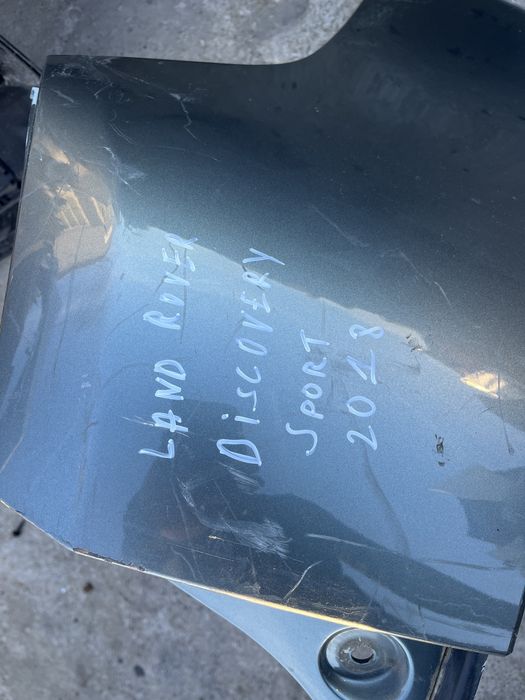 LAND ROVER
DiSCOVERY
SPORT
2018